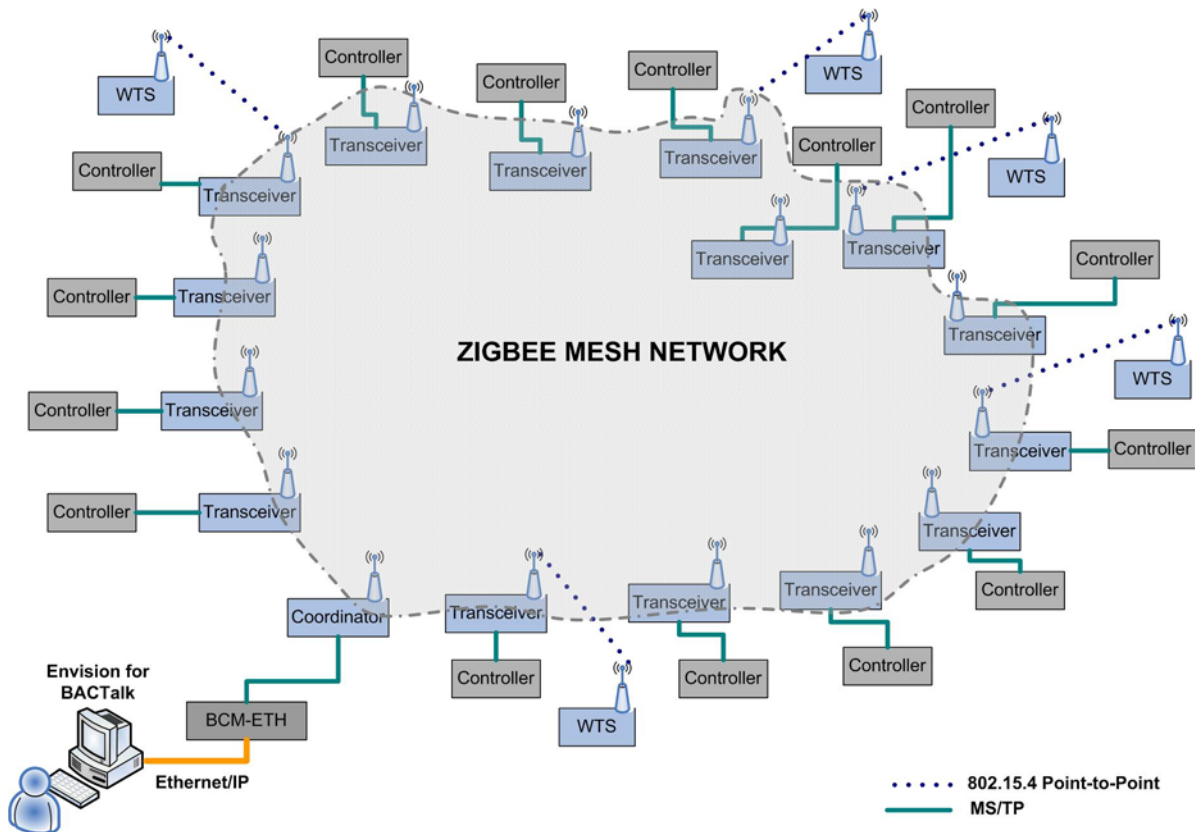 WTS
Controller
Controller
Controller
WTS
Controller
Controller
WTS
Transceiver
Transceiver
Transceiver
Controller
Transceiver
Transceiver
Transceiver
Controller
Controller
Transceiver
Transceiver
ZIGBEE MESH NETWORK
WTS
Controller
Transceiver
Transceiver
Controller
Controller
Transceiver
Transceiver
Controller
Coordinator
Transceiver
Transceiver
Transceiver
Controller
Controller
Controller
Envision for
BACTalk
BCM-ETH
WTS
Ethernet/IP
802.15.4 Point-to-Point
MS/TP